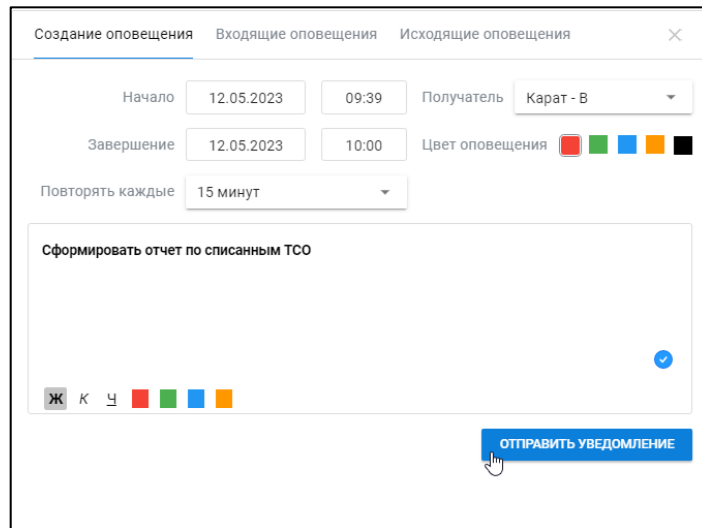 Создание оповещения Входящие оповещения Исходящие оповещения
Начало 12.05.2023 09:39 Получатель Карат - В
Завершение 12.05.2023 10:00 Цвет оповещения
Повторять каждые 15 минут
Сформировать отчет по списанным ТСО
Ж К Ч
ОТПРАВИТЬ УВЕДОМЛЕНИЕ